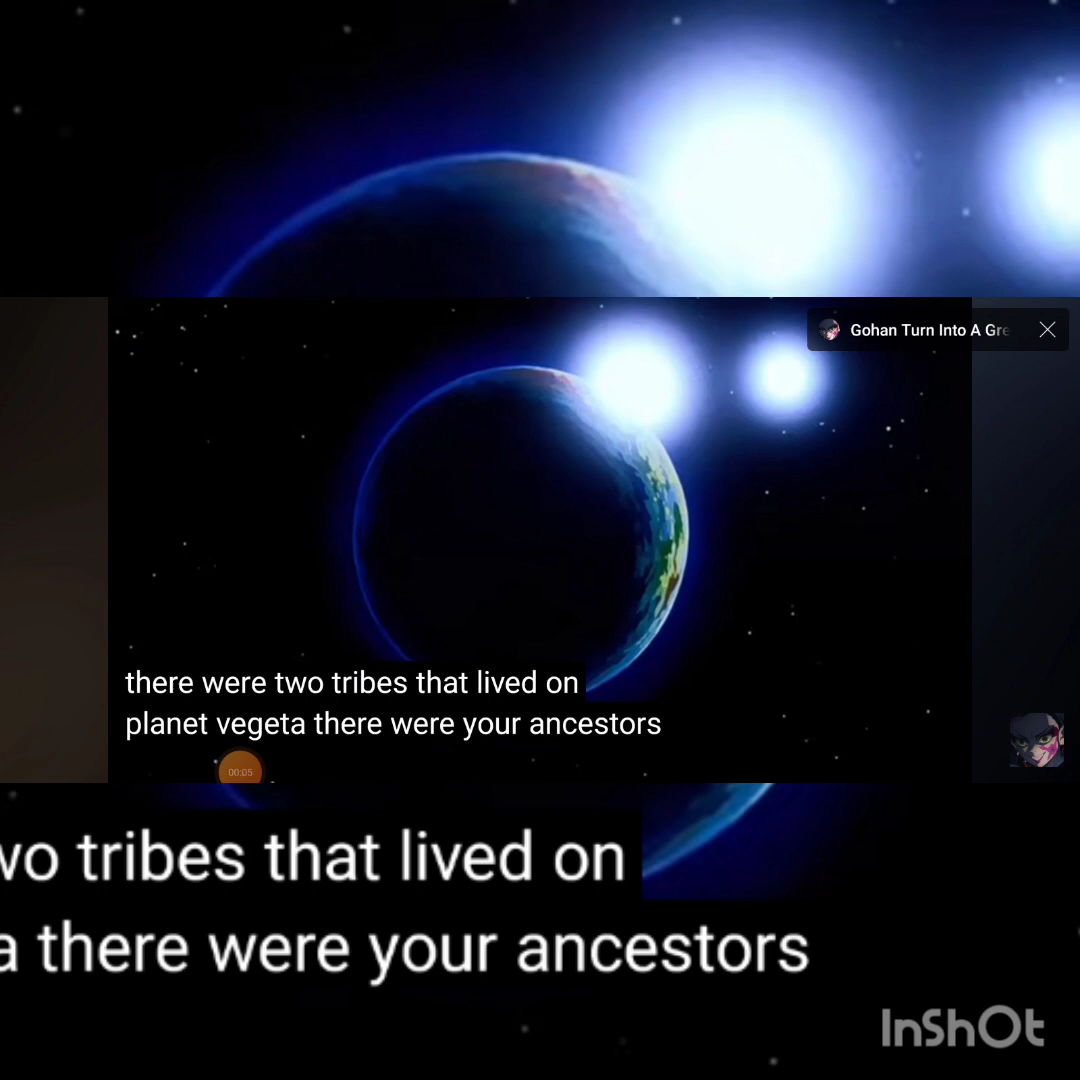 Gohan Turn Into A Gre
there were two tribes that lived on
planet vegeta there were your ancestors
00:05
wo tribes that lived on
a there were your ancestors
InShOt